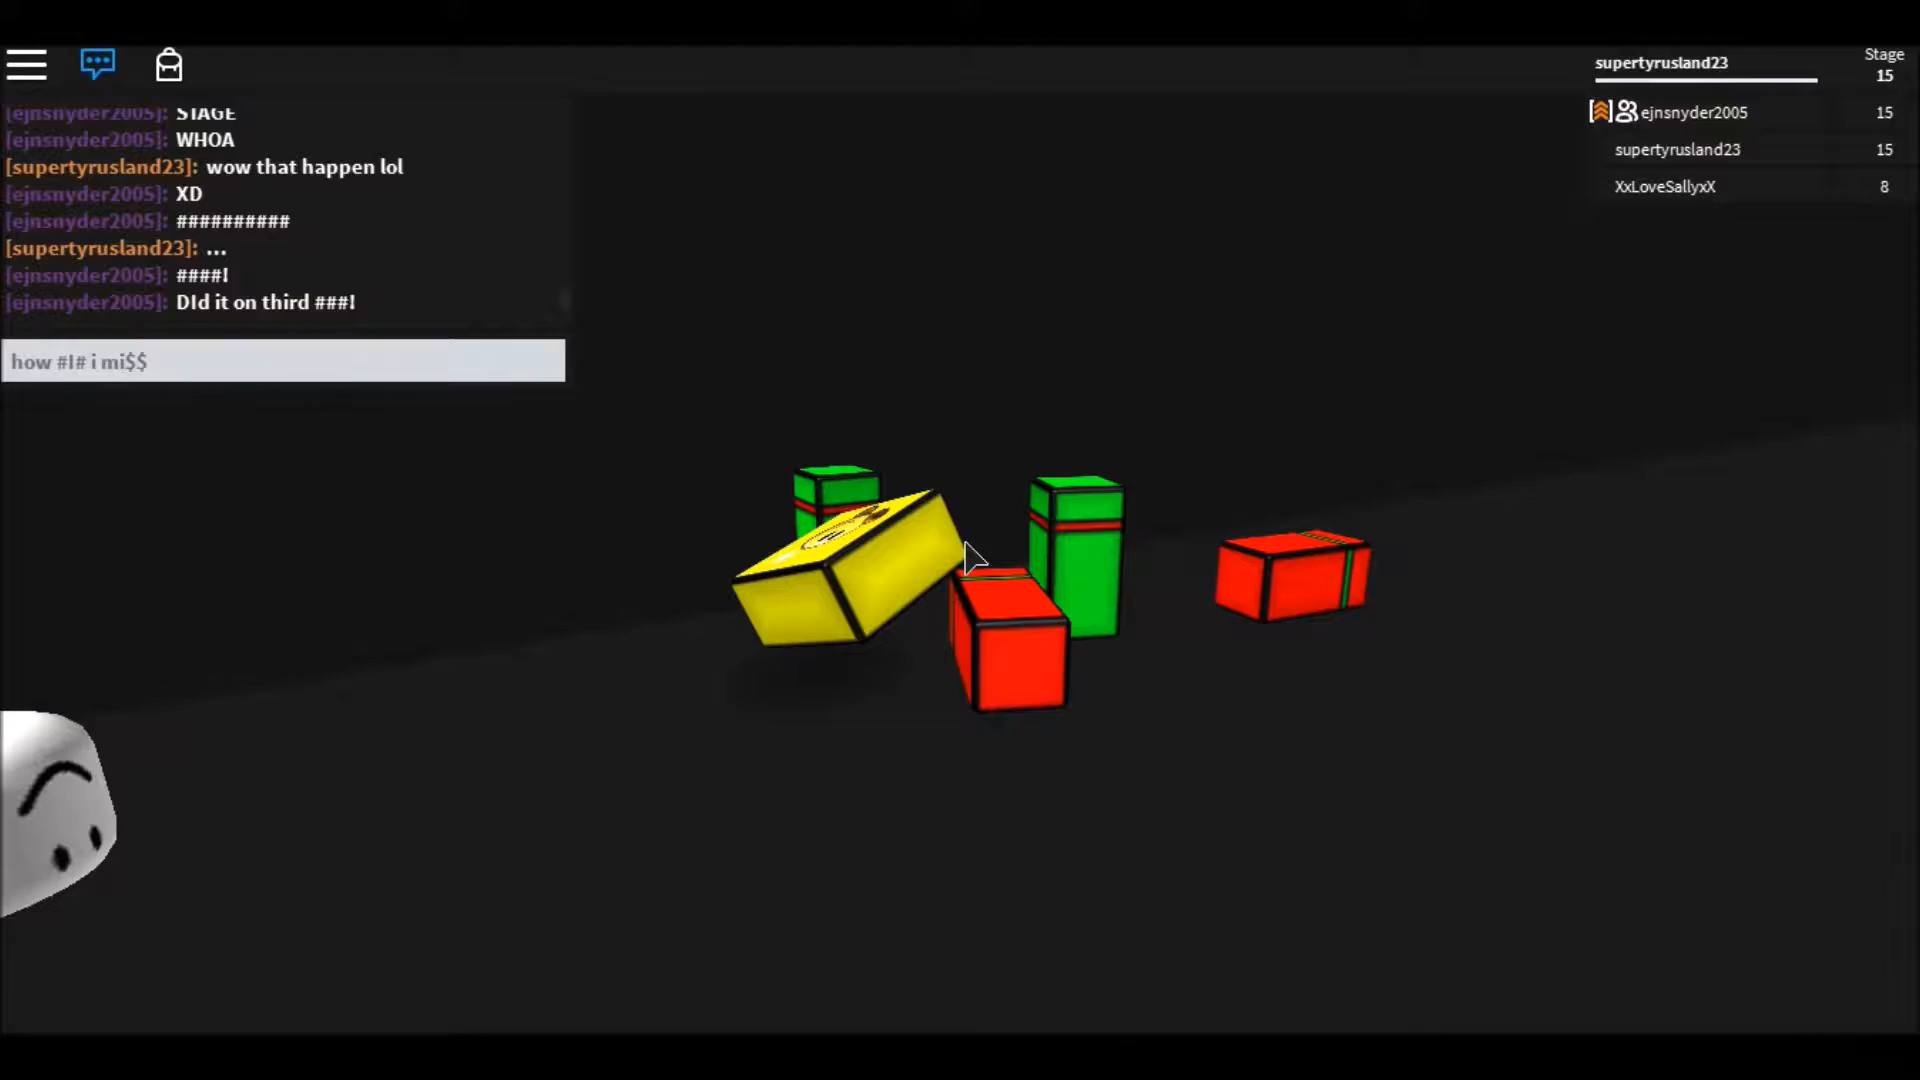 [ejnsnyder2005]: STAGE
[ejnsnyder2005]: WHOA
[supertyrusland23]: wow that happen lol
[ejnsnyder2005]: XD
[ejnsnyder2005]: ##########
[supertyrusland23]: ...
[ejnsnyder2005]: ####!
[ejnsnyder2005]: DId it on third ###!
how #!# i mi$$
supertyrusland23
Stage
15
ejnsnyder2005 15
supertyrusland23 15
XxLoveSallyxX 8